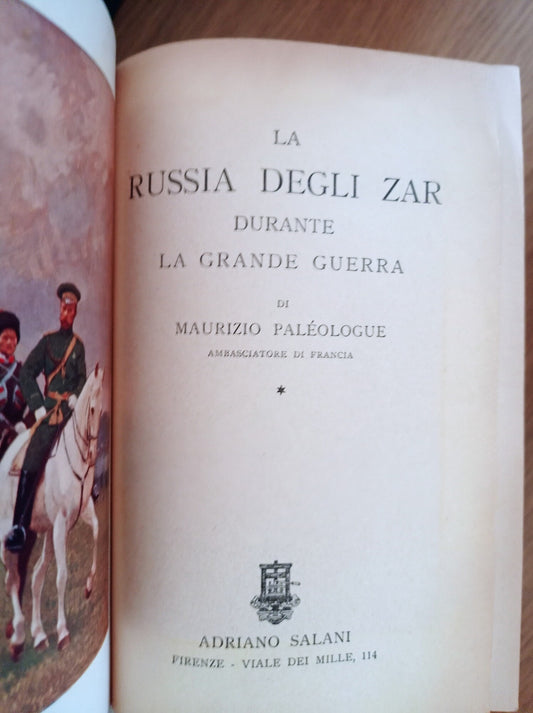 LA
RUSSIA DEGLI ZAR
DURANTE
LA GRANDE GUERRA
DI
MAURIZIO PALÉOLOGUE
AMBASCIATORE DI FRANCIA
*
ADRIANO SALANI
FIRENZE - VIALE DEI MILLE, 114